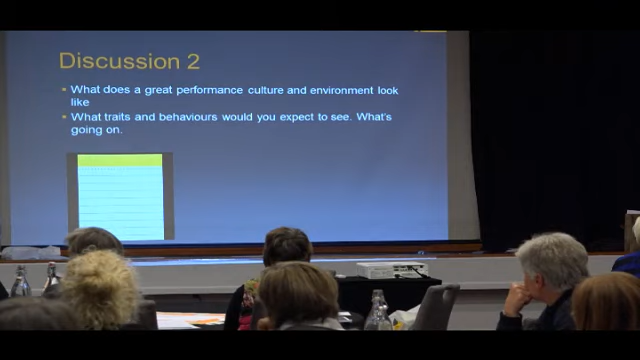 Discussion 2
What does a great performance culture and environment look
like
What traits and behaviours would you expect to see. What's
going on.